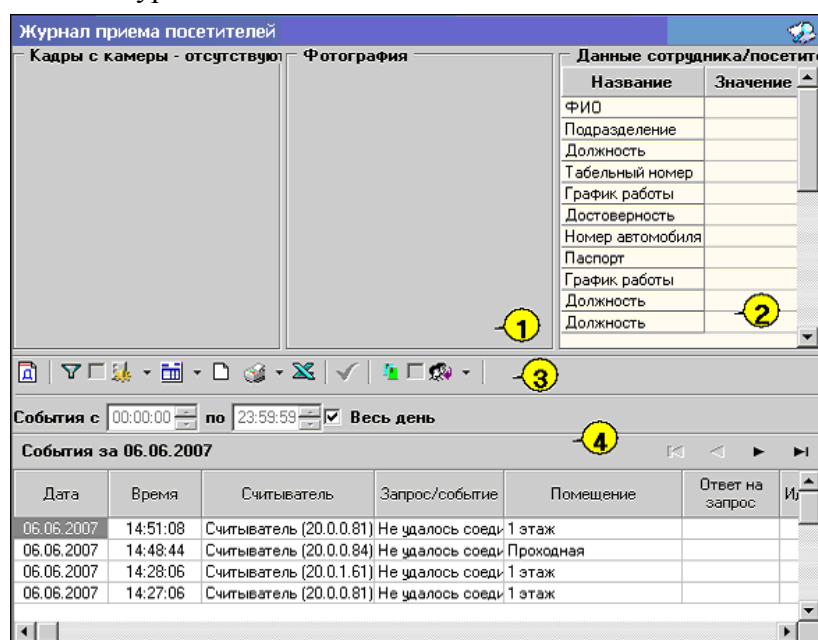 Журнал приема посетителей
Кадры с камеры - отсутствуют
Фотография
Данные сотрудника/посетит
Название Значение
ФИО
Подразделение
Должность
Табельный номер
График работы
Достоверность
Номер автомобиля
Паспорт
График работы
Должность
Должность
1
2
3
События с 00:00:00 по 23:59:59 Весь день
4
События за 06.06.2007
Дата Время Считыватель Запрос/событие Помещение Ответ на запрос
06.06.2007 14:51:08 Считыватель (20.0.0.81) Не удалось соеди 1 этаж
06.06.2007 14:48:44 Считыватель (20.0.0.84) Не удалось соеди Проходная
06.06.2007 14:28:06 Считыватель (20.0.1.61) Не удалось соеди 1 этаж
06.06.2007 14:27:06 Считыватель (20.0.0.81) Не удалось соеди 1 этаж